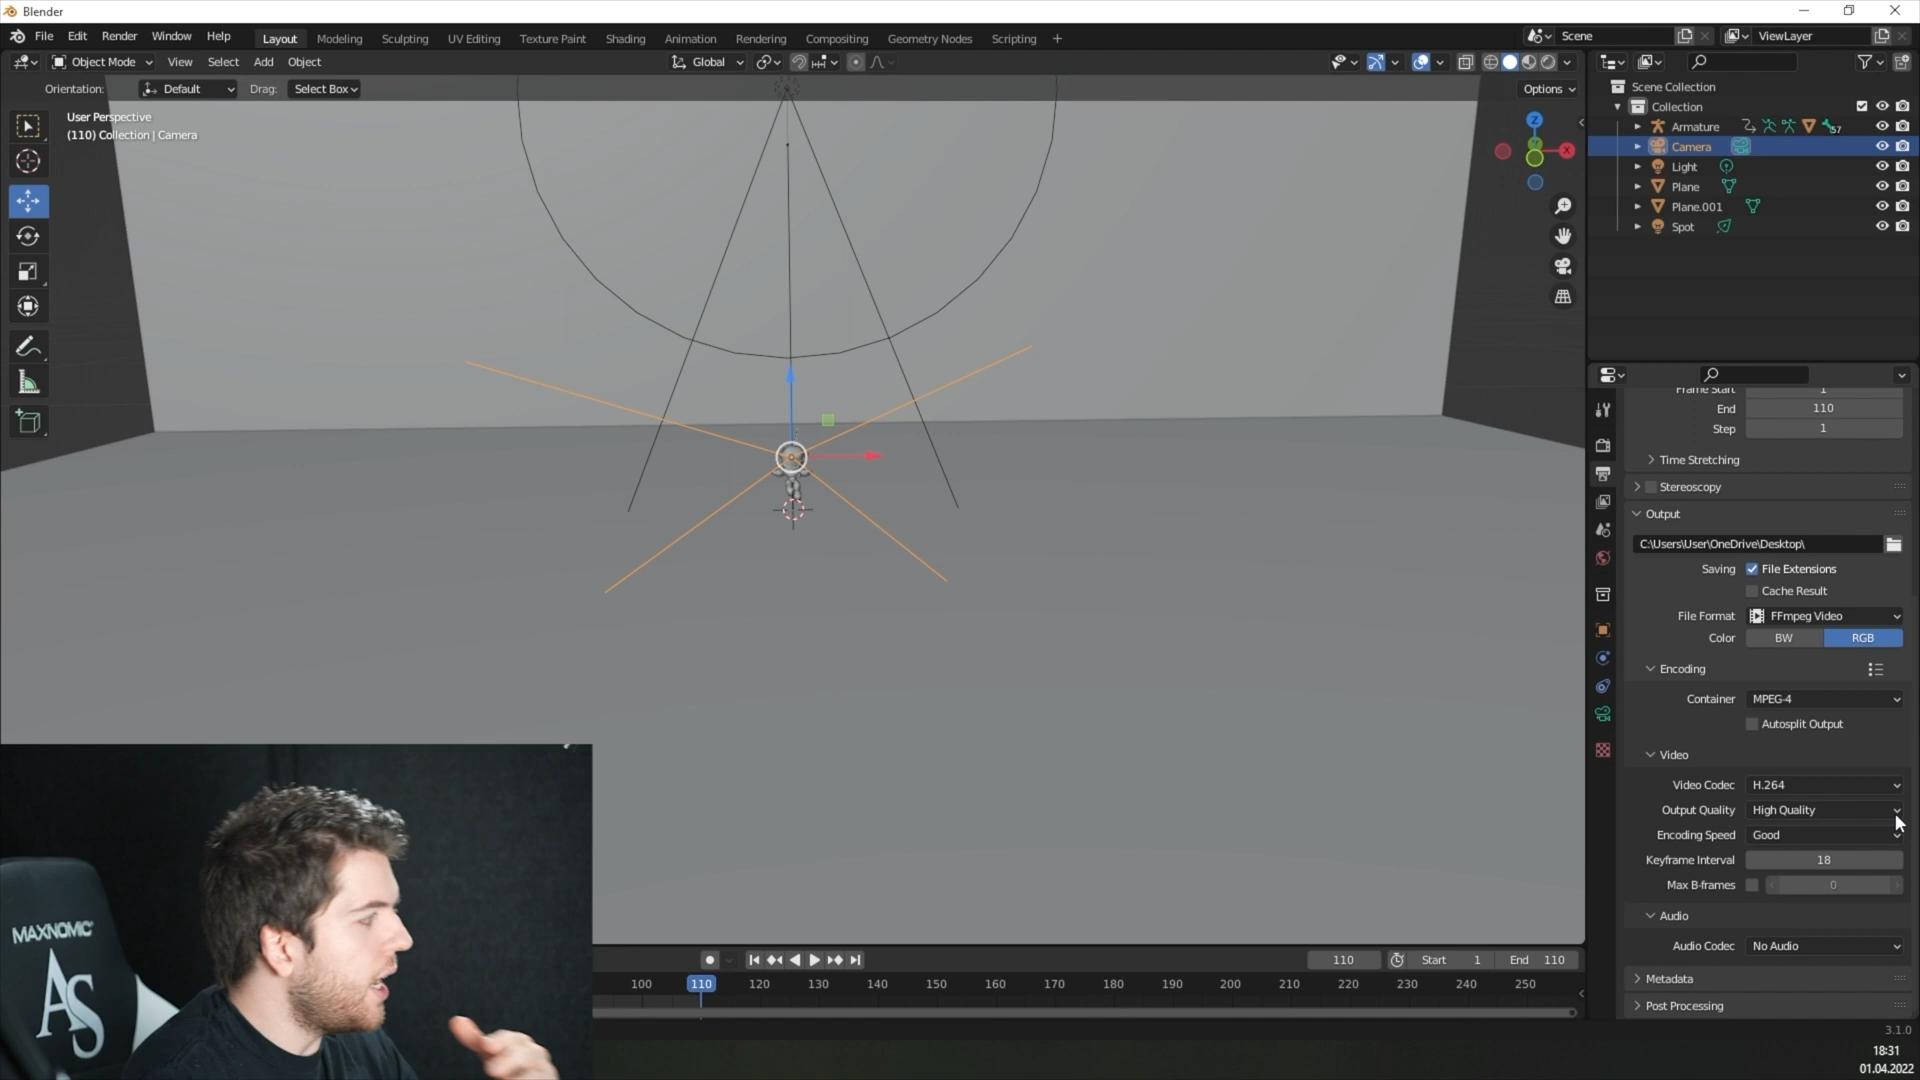 Blender
File Edit Render Window Help
Layout Modeling Sculpting UV Editing Texture Paint Shading Animation Rendering Compositing Geometry Nodes Scripting +
Scene
ViewLayer
Object Mode View Select Add Object
Global
Orientation: Default Drag: Select Box
Options
User Perspective
(110) Collection | Camera
Z
X
Scene Collection
Collection
Armature
57
Camera
Light
Plane
Plane.001
Spot
Frame Start 1
End 110
Step 1
Time Stretching
Stereoscopy
Output
C:\Users\User\OneDrive\Desktop\
Saving File Extensions
Cache Result
File Format FFmpeg Video
Color BW RGB
Encoding
Container MPEG-4
Autosplit Output
Video
Video Codec H.264
Output Quality High Quality
Encoding Speed Good
Keyframe Interval 18
Max B-frames 0
Audio
Audio Codec No Audio
Metadata
Post Processing
110 Start 1 End 110
100 110 120 130 140 150 160 170 180 190 200 210 220 230 240 250
MAXNOMIC
AS
3.1.0
18:31
01.04.2022